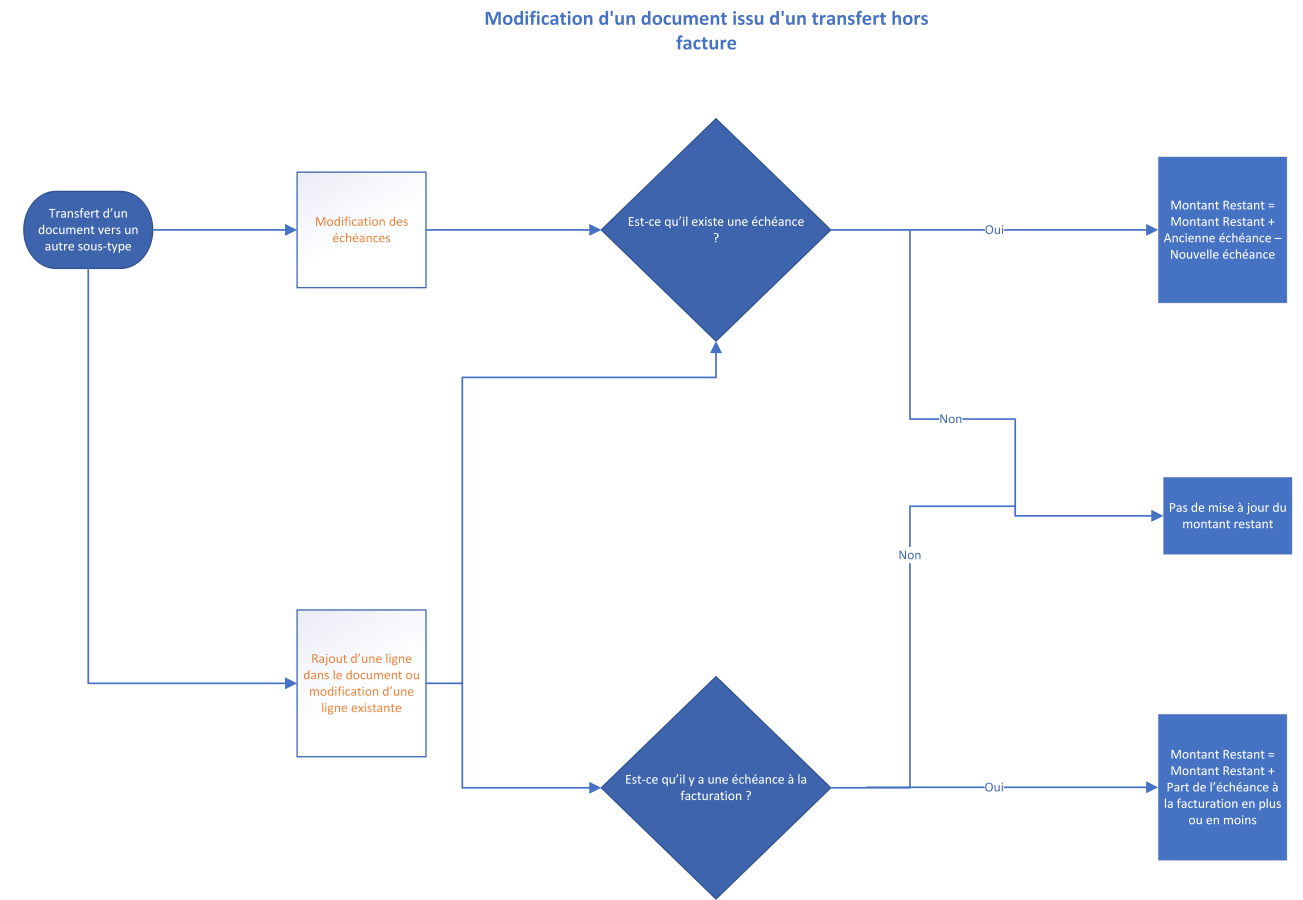 Modification d'un document issu d'un transfert hors
facture
Transfert d’un
document vers un
autre sous-type
Modification des
échéances
Est-ce qu’il existe une échéance
?
Oui
Montant Restant =
Montant Restant +
Ancienne échéance –
Nouvelle échéance
Non
Pas de mise à jour du
montant restant
Non
Rajout d’une ligne
dans le document ou
modification d’une
ligne existante
Est-ce qu’il y a une échéance à la
facturation ?
Oui
Montant Restant =
Montant Restant +
Part de l’échéance à
la facturation en plus
ou en moins